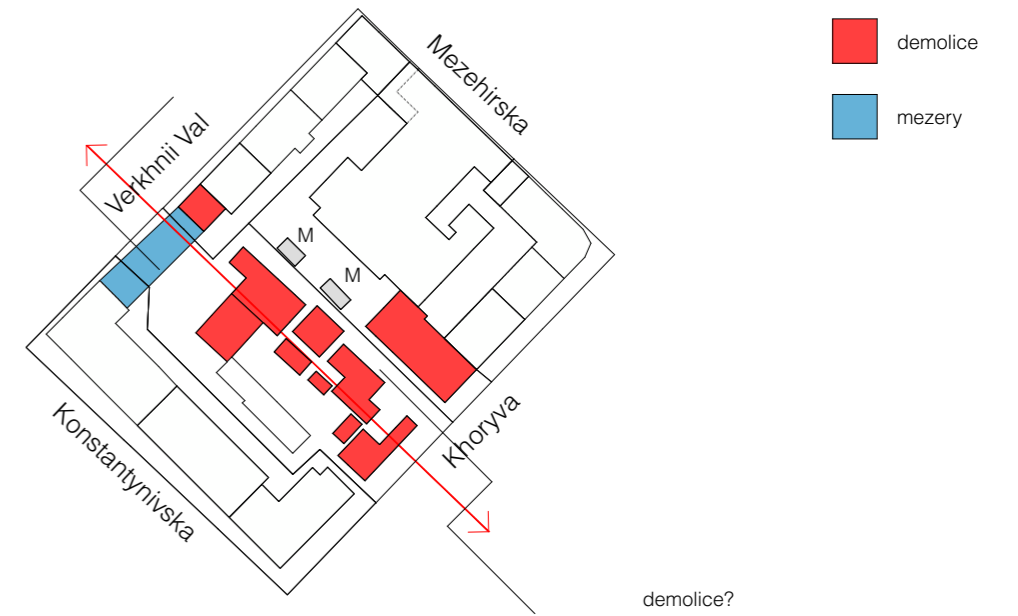 demolice
mezery
Mezehirska
Verkhnii Val
M
M
Khoryva
Konstantynivska
demolice?